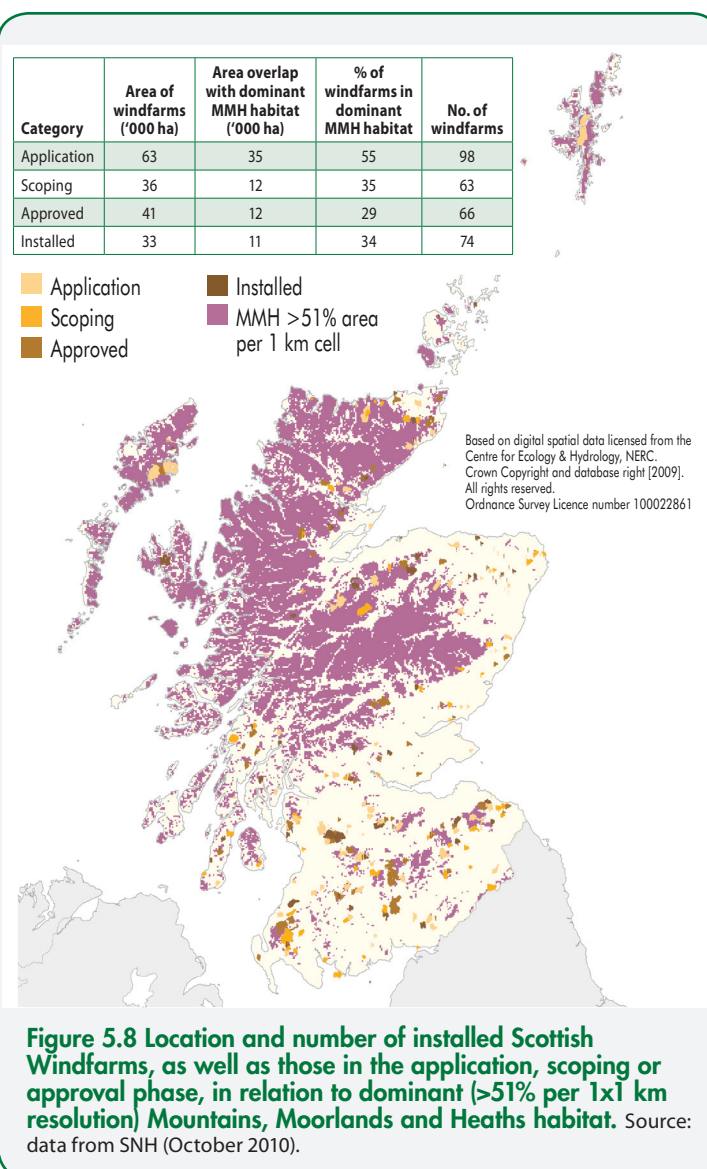 Category Area of windfarms ('000 ha) Area overlap with dominant MMH habitat ('000 ha) % of windfarms in dominant MMH habitat No. of windfarms
Application 63 35 55 98
Scoping 36 12 35 63
Approved 41 12 29 66
Installed 33 11 34 74
Application
Scoping
Approved
Installed
MMH >51% area
per 1 km cell
Based on digital spatial data licensed from the
Centre for Ecology & Hydrology, NERC.
Crown Copyright and database right [2009].
All rights reserved.
Ordnance Survey Licence number 100022861
Figure 5.8 Location and number of installed Scottish
Windfarms, as well as those in the application, scoping or
approval phase, in relation to dominant (>51% per 1x1 km
resolution) Mountains, Moorlands and Heaths habitat. Source:
data from SNH (October 2010).